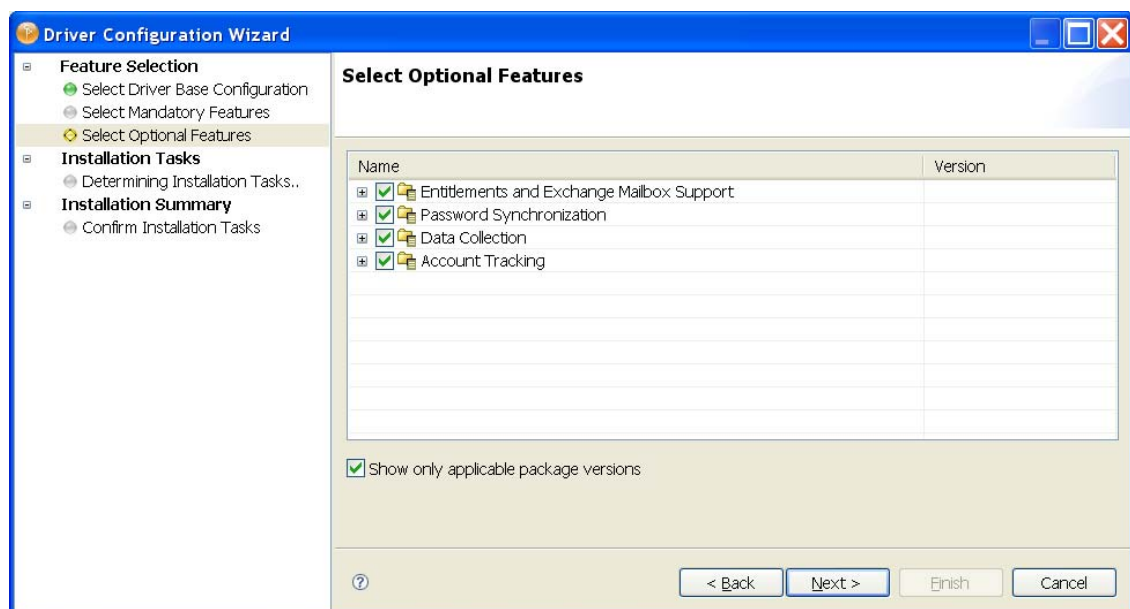 Driver Configuration Wizard
Feature Selection
Select Driver Base Configuration
Select Mandatory Features
Select Optional Features
Installation Tasks
Determining Installation Tasks..
Installation Summary
Confirm Installation Tasks
Select Optional Features
Name Version
Entitlements and Exchange Mailbox Support
Password Synchronization
Data Collection
Account Tracking
Show only applicable package versions
? < Back Next > Finish Cancel